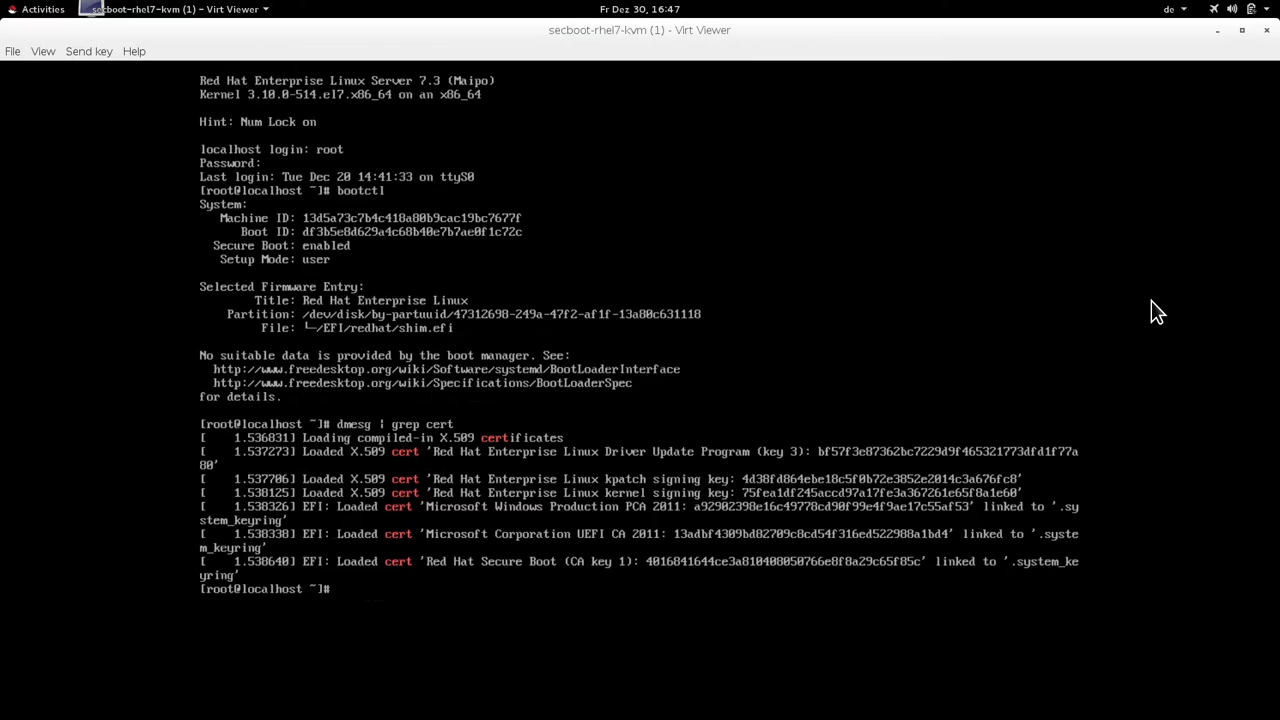 Activities secboot-rhel7-kvm (1) - Virt Viewer Fr Dez 30, 16:47 de
secboot-rhel7-kvm (1) - Virt Viewer
File View Send key Help
Red Hat Enterprise Linux Server 7.3 (Maipo)
Kernel 3.10.0-514.el7.x86_64 on an x86_64
Hint: Num Lock on
localhost login: root
Password:
Last login: Tue Dec 20 14:41:33 on ttyS0
[root@localhost ~]# bootctl
System:
Machine ID: 13d5a73c7b4c418a80b9cac19bc7677f
Boot ID: df3b5e8d629a4c68b40e7b7ae0f1c72c
Secure Boot: enabled
Setup Mode: user
Selected Firmware Entry:
Title: Red Hat Enterprise Linux
Partition: /dev/disk/by-partuuid/47312698-249a-47f2-af1f-13a80c631118
File: └─/EFI/redhat/shim.efi
No suitable data is provided by the boot manager. See:
http://www.freedesktop.org/wiki/Software/systemd/BootLoaderInterface
http://www.freedesktop.org/wiki/Specifications/BootLoaderSpec
for details.
[root@localhost ~]# dmesg | grep cert
[    1.536831] Loading compiled-in X.509 certificates
[    1.537273] Loaded X.509 cert 'Red Hat Enterprise Linux Driver Update Program (key 3): bf57f3e87362bc7229d9f465321773dfd1f77a
80'
[    1.537706] Loaded X.509 cert 'Red Hat Enterprise Linux kpatch signing key: 4d38fd864ebe18c5f0b72e3852e2014c3a676fc8'
[    1.538125] Loaded X.509 cert 'Red Hat Enterprise Linux kernel signing key: 75fea1df245accd97a17fe3a367261e65f8a1e60'
[    1.538326] EFI: Loaded cert 'Microsoft Windows Production PCA 2011: a92902398e16c49778cd90f99e4f9ae17c55af53' linked to '.sy
stem_keyring'
[    1.538338] EFI: Loaded cert 'Microsoft Corporation UEFI CA 2011: 13adbf4309bd82709c8cd54f316ed522988a1bd4' linked to '.syste
m_keyring'
[    1.538640] EFI: Loaded cert 'Red Hat Secure Boot (CA key 1): 4016841644ce3a810408050766e8f8a29c65f85c' linked to '.system_ke
yring'
[root@localhost ~]#